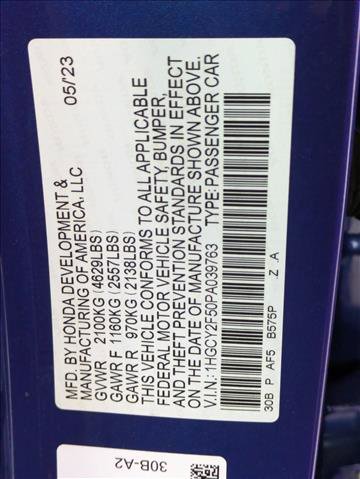 MFD. BY HONDA DEVELOPMENT & 05/23
MANUFACTURING OF AMERICA, LLC
GVWR 2100KG (4629LBS)
GAWR F 1160KG (2557LBS)
GAWR R 970KG (2138LBS)
THIS VEHICLE CONFORMS TO ALL APPLICABLE
FEDERAL MOTOR VEHICLE SAFETY, BUMPER,
AND THEFT PREVENTION STANDARDS IN EFFECT
ON THE DATE OF MANUFACTURE SHOWN ABOVE.
V.I.N.: 1HGCY2F50PA039763 TYPE: PASSENGER CAR
30B P AF5 B575P .Z .A
30B-A2